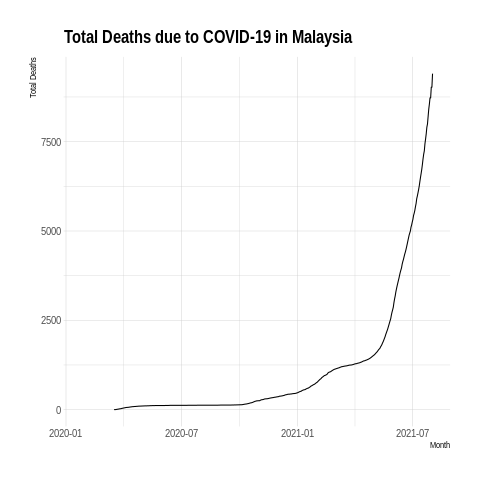 Total Deaths due to COVID-19 in Malaysia
Total Deaths
7500
5000
2500
0
2020-01 2020-07 2021-01 2021-07
Month